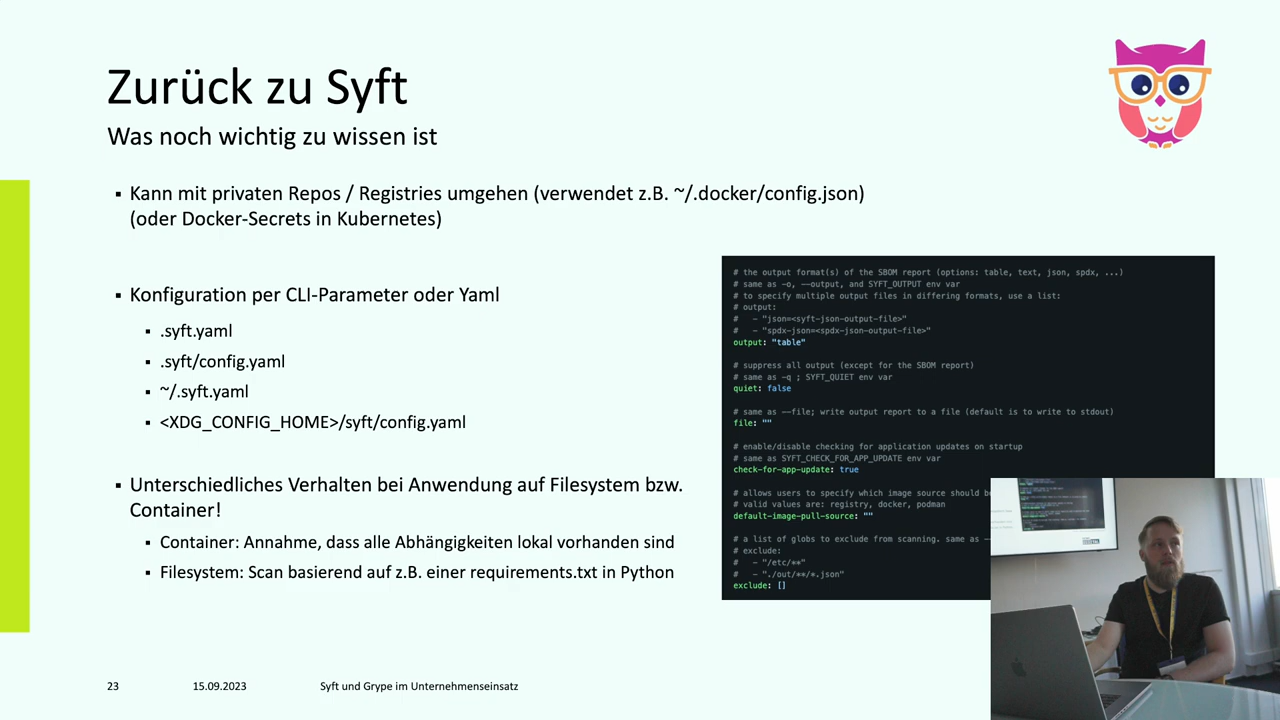 Zurück zu Syft
Was noch wichtig zu wissen ist
▪ Kann mit privaten Repos / Registries umgehen (verwendet z.B. ~/.docker/config.json)
(oder Docker-Secrets in Kubernetes)
▪ Konfiguration per CLI-Parameter oder Yaml
▪ .syft.yaml
▪ .syft/config.yaml
▪ ~/.syft.yaml
▪ <XDG_CONFIG_HOME>/syft/config.yaml
▪ Unterschiedliches Verhalten bei Anwendung auf Filesystem bzw.
Container!
▪ Container: Annahme, dass alle Abhängigkeiten lokal vorhanden sind
▪ Filesystem: Scan basierend auf z.B. einer requirements.txt in Python
# the output format(s) of the SBOM report (options: table, text, json, spdx, ...)
# same as -o, --output, and SYFT_OUTPUT env var
# to specify multiple output files in differing formats, use a list:
# output:
#   - "json=<syft-json-output-file>"
#   - "spdx-json=<spdx-json-output-file>"
output: "table"
# suppress all output (except for the SBOM report)
# same as -q ; SYFT_QUIET env var
quiet: false
# same as --file; write output report to a file (default is to write to stdout)
file: ""
# enable/disable checking for application updates on startup
# same as SYFT_CHECK_FOR_APP_UPDATE env var
check-for-app-update: true
# allows users to specify which image source should
# valid values are: registry, docker, podman
default-image-pull-source: ""
# a list of globs to exclude from scanning. same as
# exclude:
#   - "/etc/**"
#   - "./out/**/*.json"
exclude: []
23
15.09.2023
Syft und Grype im Unternehmenseinsatz